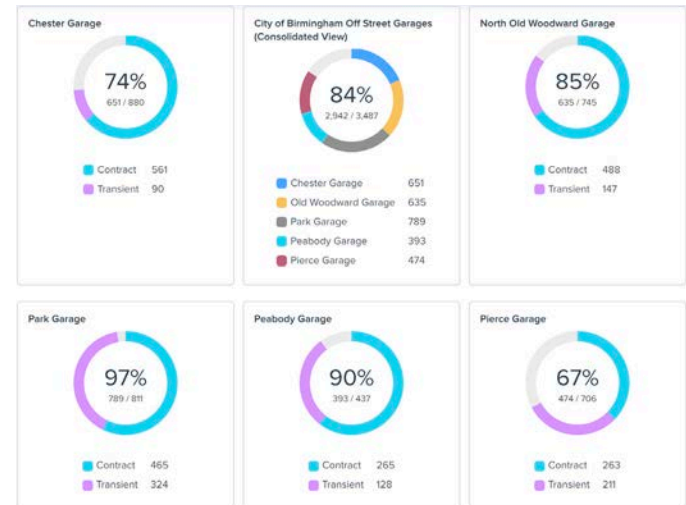 Chester Garage
74%
651 / 880
Contract 561
Transient 90
City of Birmingham Off Street Garages
(Consolidated View)
84%
2,942 / 3,487
Chester Garage 651
Old Woodward Garage 635
Park Garage 789
Peabody Garage 393
Pierce Garage 474
North Old Woodward Garage
85%
635 / 745
Contract 488
Transient 147
Park Garage
97%
789 / 811
Contract 465
Transient 324
Peabody Garage
90%
393 / 437
Contract 265
Transient 128
Pierce Garage
67%
474 / 706
Contract 263
Transient 211